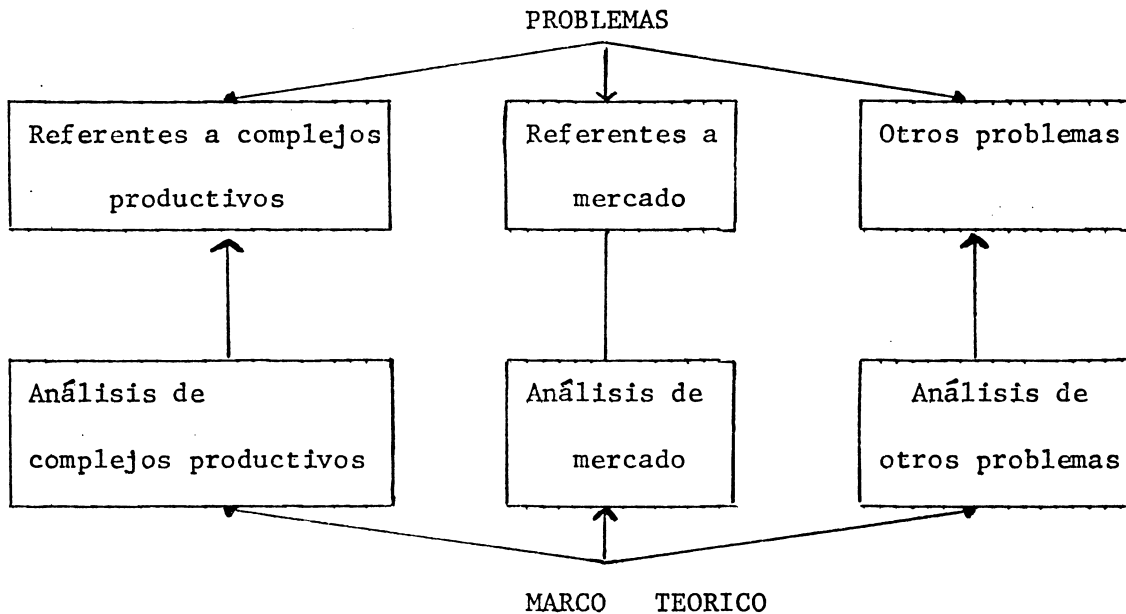 PROBLEMAS
Referentes a complejos
productivos
Referentes a
mercado
Otros problemas
Análisis de
complejos productivos
Análisis de
mercado
Análisis de
otros problemas
MARCO TEORICO